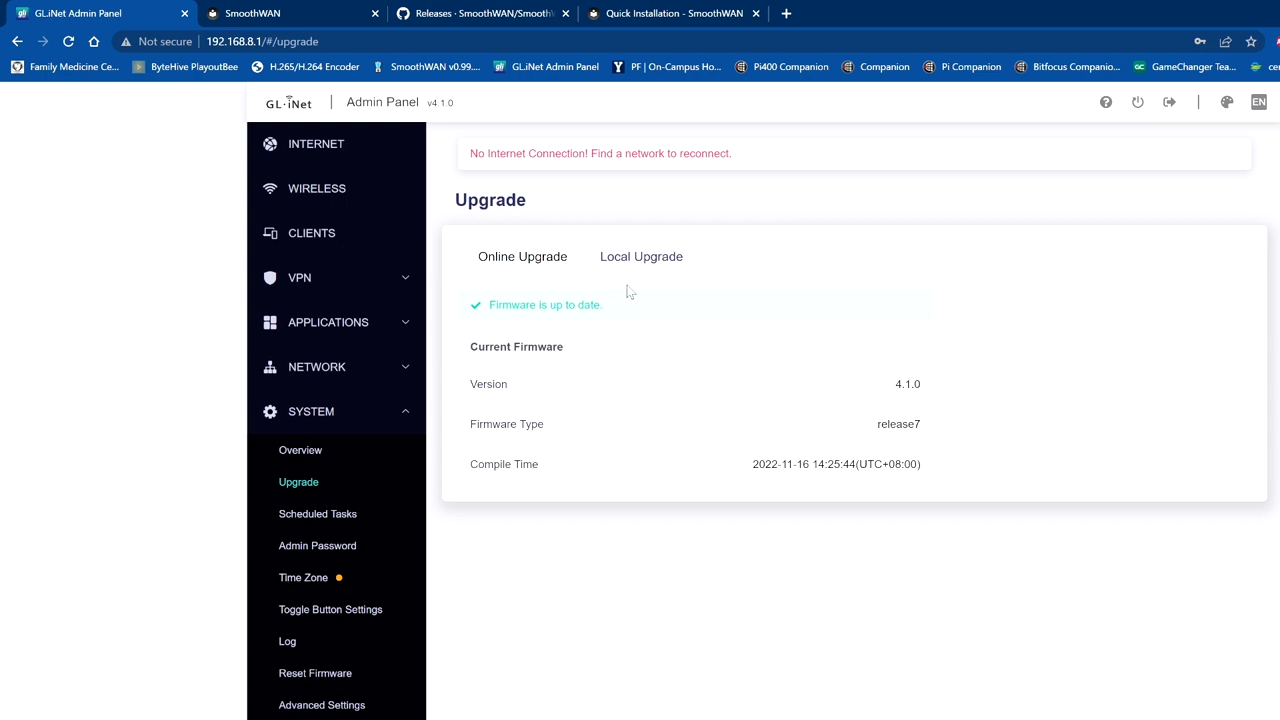 GL.iNet Admin Panel SmoothWAN Releases · SmoothWAN/Smooth Quick Installation - SmoothWAN
Not secure 192.168.8.1/#/upgrade
Family Medicine Ce... ByteHive PlayoutBee H.265/H.264 Encoder SmoothWAN v0.99.... GL.iNet Admin Panel PF | On-Campus Ho... Pi400 Companion Companion Pi Companion Bitfocus Companio... GameChanger Tea... cer
GL·iNet | Admin Panel v4.1.0 EN
INTERNET
WIRELESS
CLIENTS
VPN
APPLICATIONS
NETWORK
SYSTEM
Overview
Upgrade
Scheduled Tasks
Admin Password
Time Zone
Toggle Button Settings
Log
Reset Firmware
Advanced Settings
No Internet Connection! Find a network to reconnect.
Upgrade
Online Upgrade Local Upgrade
Firmware is up to date.
Current Firmware
Version 4.1.0
Firmware Type release7
Compile Time 2022-11-16 14:25:44(UTC+08:00)